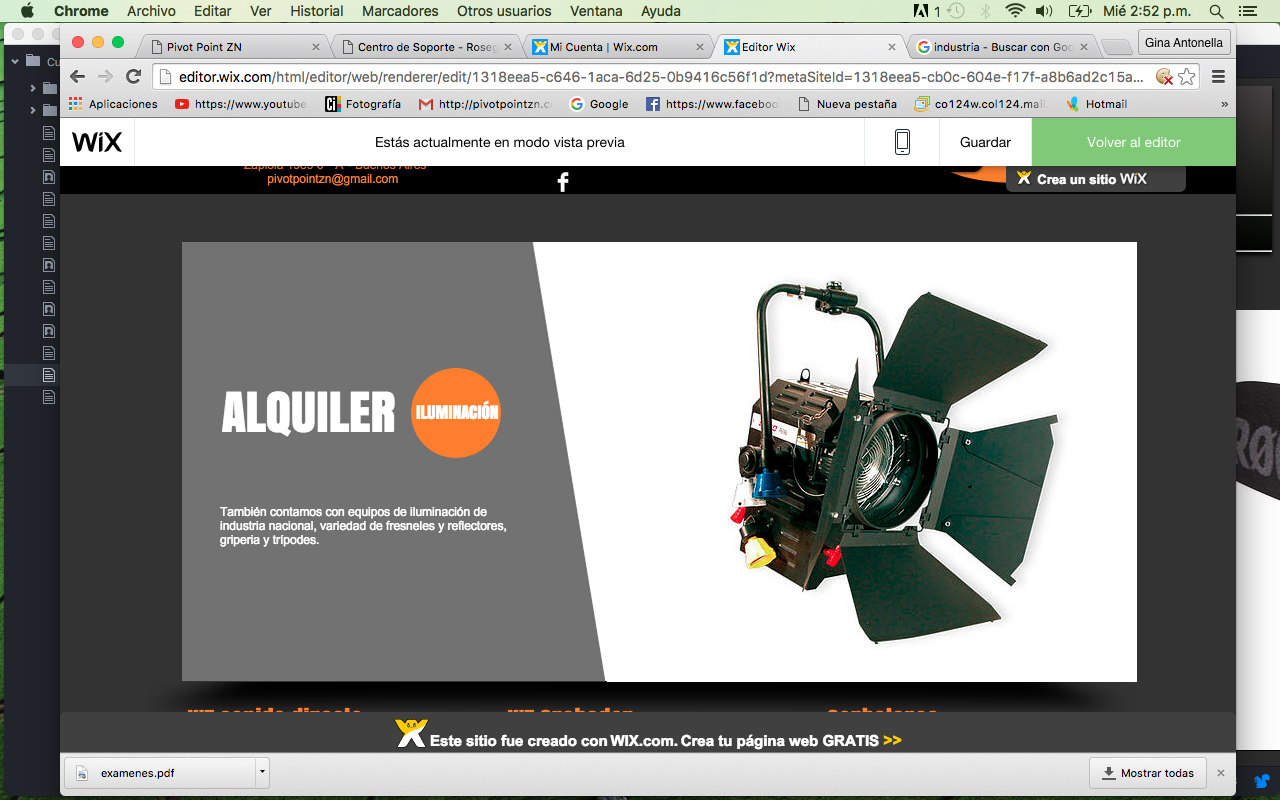 Chrome Archivo Editar Ver Historial Marcadores Otros usuarios Ventana Ayuda 1 Mié 2:52 p.m.
Pivot Point ZN Centro de Soporte - Roseg Mi Cuenta | Wix.com Editor Wix industria - Buscar con Goo Gina Antonella
Cu
editor.wix.com/html/editor/web/renderer/edit/1318eea5-c646-1aca-6d25-0b9416c56f1d?metaSiteId=1318eea5-cb0c-604e-f17f-a8b6ad2c15a...
Aplicaciones https://www.youtube Fotografía http://pivotpointzn.c Google https://www.faceboo Nueva pestaña co124w.col124.mail Hotmail »
WiX Estás actualmente en modo vista previa Guardar Volver al editor
pivotpointzn@gmail.com
Crea un sitio WiX
ALQUILER ILUMINACIÓN
También contamos con equipos de iluminación de
industria nacional, variedad de fresneles y reflectores,
griperia y trípodes.
Este sitio fue creado con WIX.com. Crea tu página web GRATIS >>
examenes.pdf Mostrar todas